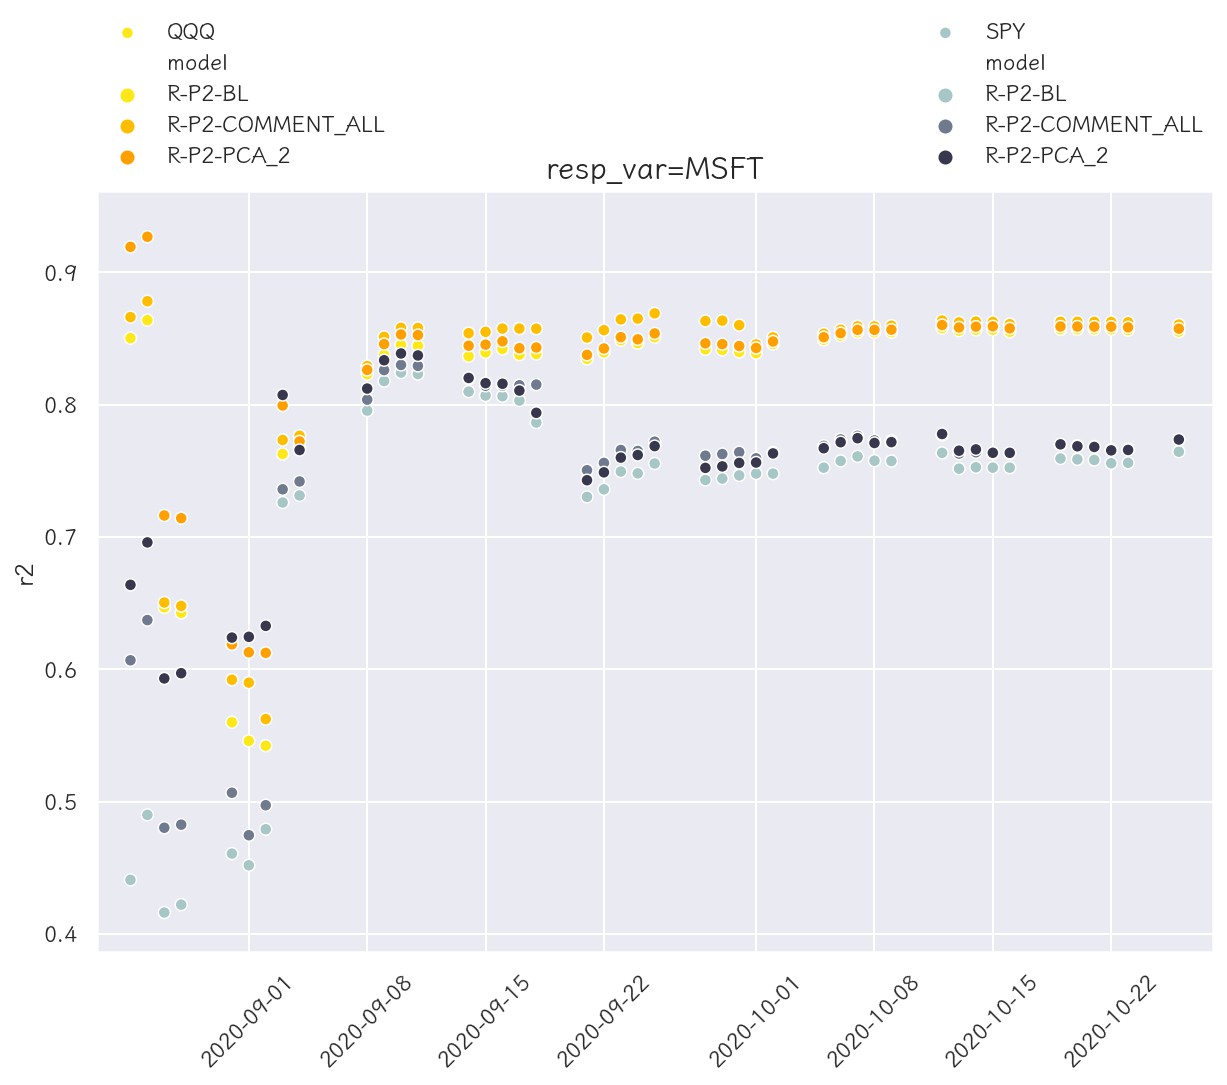 QQQ
model
R-P2-BL
R-P2-COMMENT_ALL
R-P2-PCA_2
SPY
model
R-P2-BL
R-P2-COMMENT_ALL
R-P2-PCA_2
resp_var=MSFT
r2
0.9
0.8
0.7
0.6
0.5
0.4
2020-09-01
2020-09-08
2020-09-15
2020-09-22
2020-10-01
2020-10-08
2020-10-15
2020-10-22